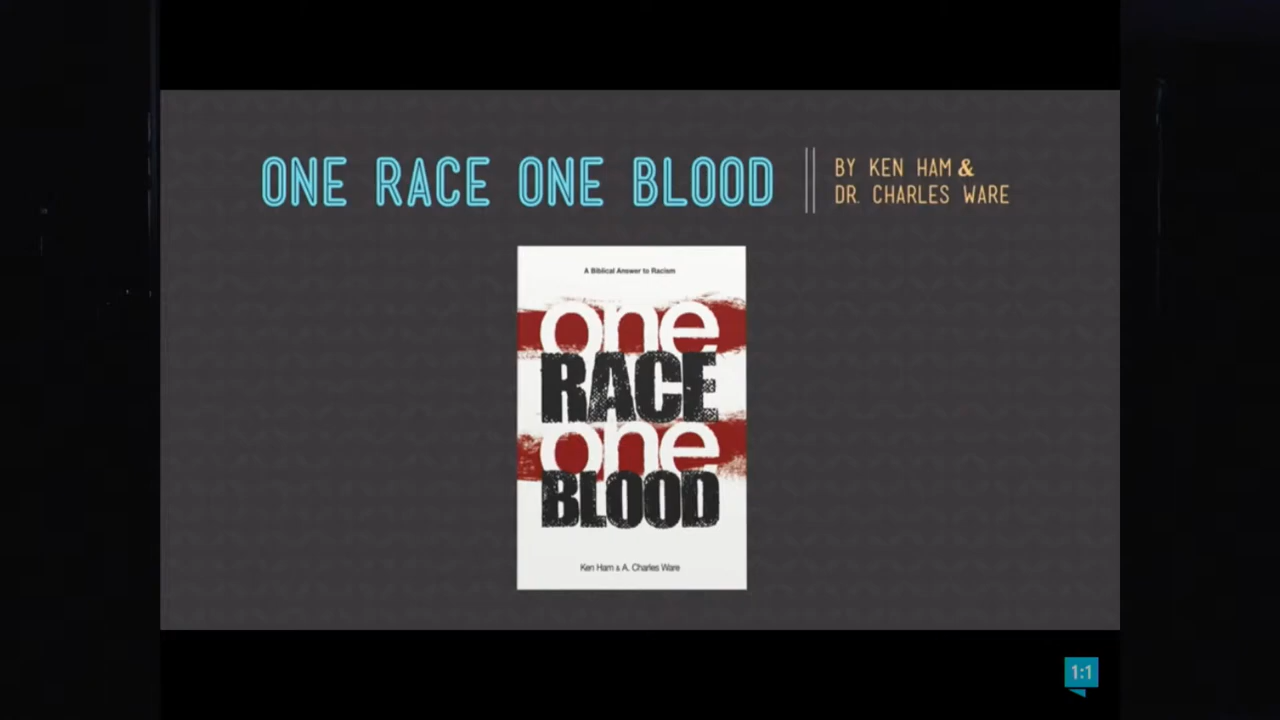 ONE RACE ONE BLOOD
BY KEN HAM &
DR. CHARLES WARE
A Biblical Answer to Racism
one
RACE
one
BLOOD
Ken Ham & A. Charles Ware
1:1